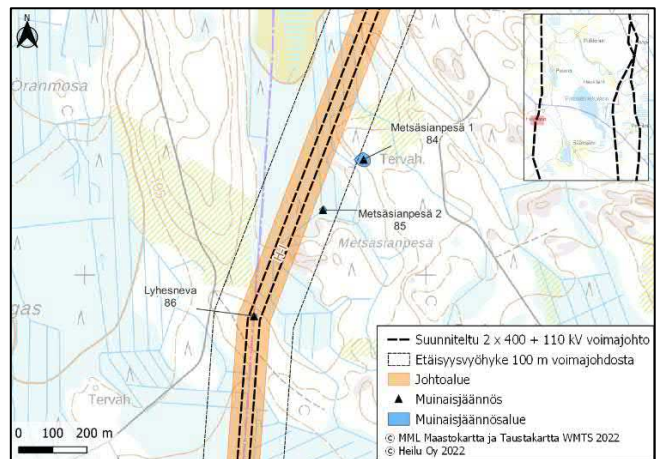 N
Oranmosa
Metsäsianpesä 1
84
Tervah.
Metsäsianpesä 2
85
Metsäsianpesä
Lyhesneva
86
gas
Tervah.
0 100 200 m
Suunniteltu 2 x 400 + 110 kV voimajohto
Etäisyysvyöhyke 100 m voimajohdosta
Johtoalue
Muinaisjäännös
Muinaisjäännösalue
© MML Maastokartta ja Taustakartta WMTS 2022
© Heilu Oy 2022